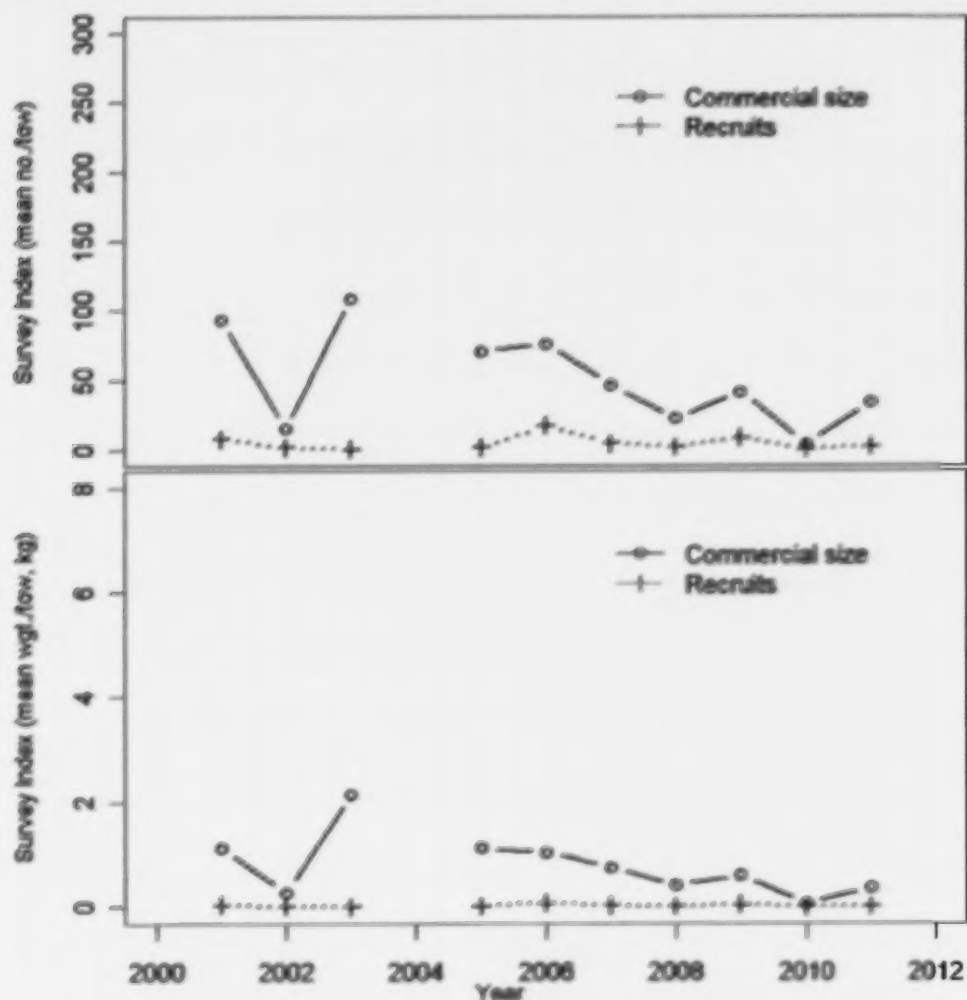 Survey Index (mean no./tow)
300
250
200
150
100
50
0
Commercial size
Recruits
Survey Index (mean wgt./tow, kg)
8
6
4
2
0
Commercial size
Recruits
2000 2002 2004 2006 2008 2010 2012
Year